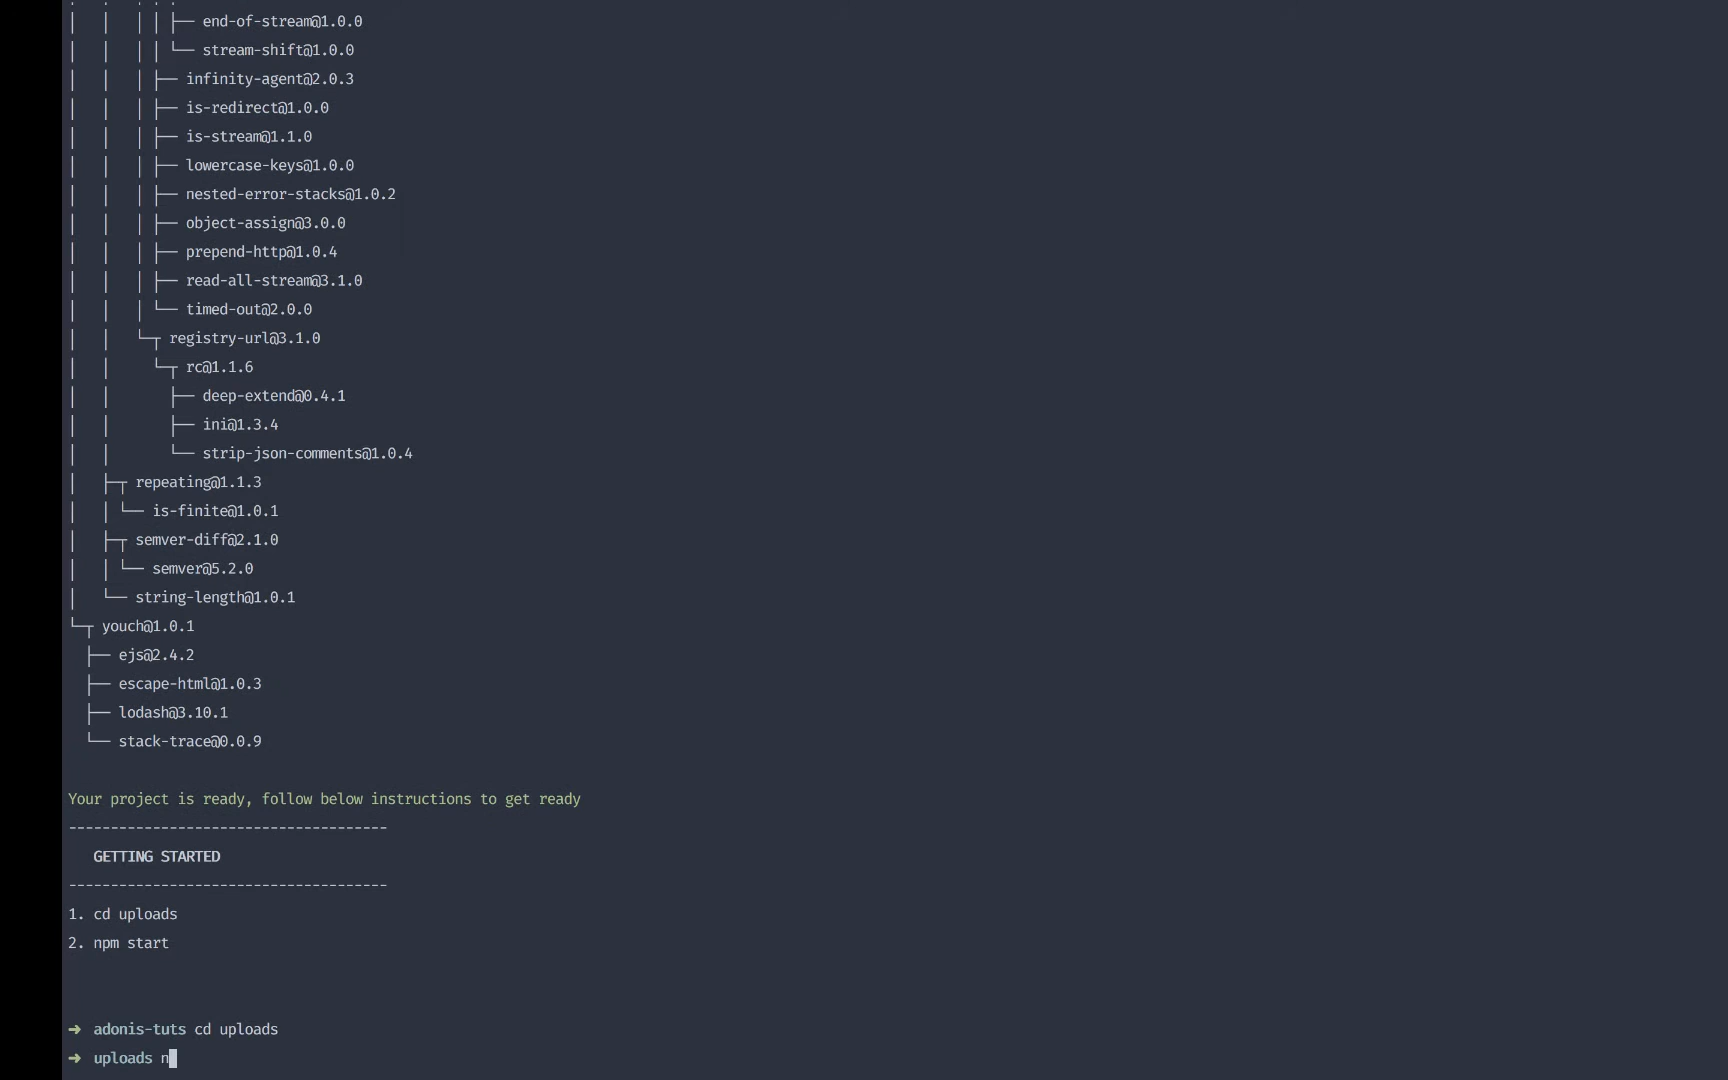 │   │   │ │ ├── end-of-stream@1.0.0
│   │   │ │ └── stream-shift@1.0.0
│   │   │ ├── infinity-agent@2.0.3
│   │   │ ├── is-redirect@1.0.0
│   │   │ ├── is-stream@1.1.0
│   │   │ ├── lowercase-keys@1.0.0
│   │   │ ├── nested-error-stacks@1.0.2
│   │   │ ├── object-assign@3.0.0
│   │   │ ├── prepend-http@1.0.4
│   │   │ ├── read-all-stream@3.1.0
│   │   │ └── timed-out@2.0.0
│   │   └─┬ registry-url@3.1.0
│   │     └─┬ rc@1.1.6
│   │       ├── deep-extend@0.4.1
│   │       ├── ini@1.3.4
│   │       └── strip-json-comments@1.0.4
│   ├─┬ repeating@1.1.3
│   │ └── is-finite@1.0.1
│   ├─┬ semver-diff@2.1.0
│   │ └── semver@5.2.0
│   └── string-length@1.0.1
└─┬ youch@1.0.1
  ├── ejs@2.4.2
  ├── escape-html@1.0.3
  ├── lodash@3.10.1
  └── stack-trace@0.0.9
Your project is ready, follow below instructions to get ready
--------------------------------------
   GETTING STARTED
--------------------------------------
1. cd uploads
2. npm start
➜  adonis-tuts cd uploads
➜  uploads n